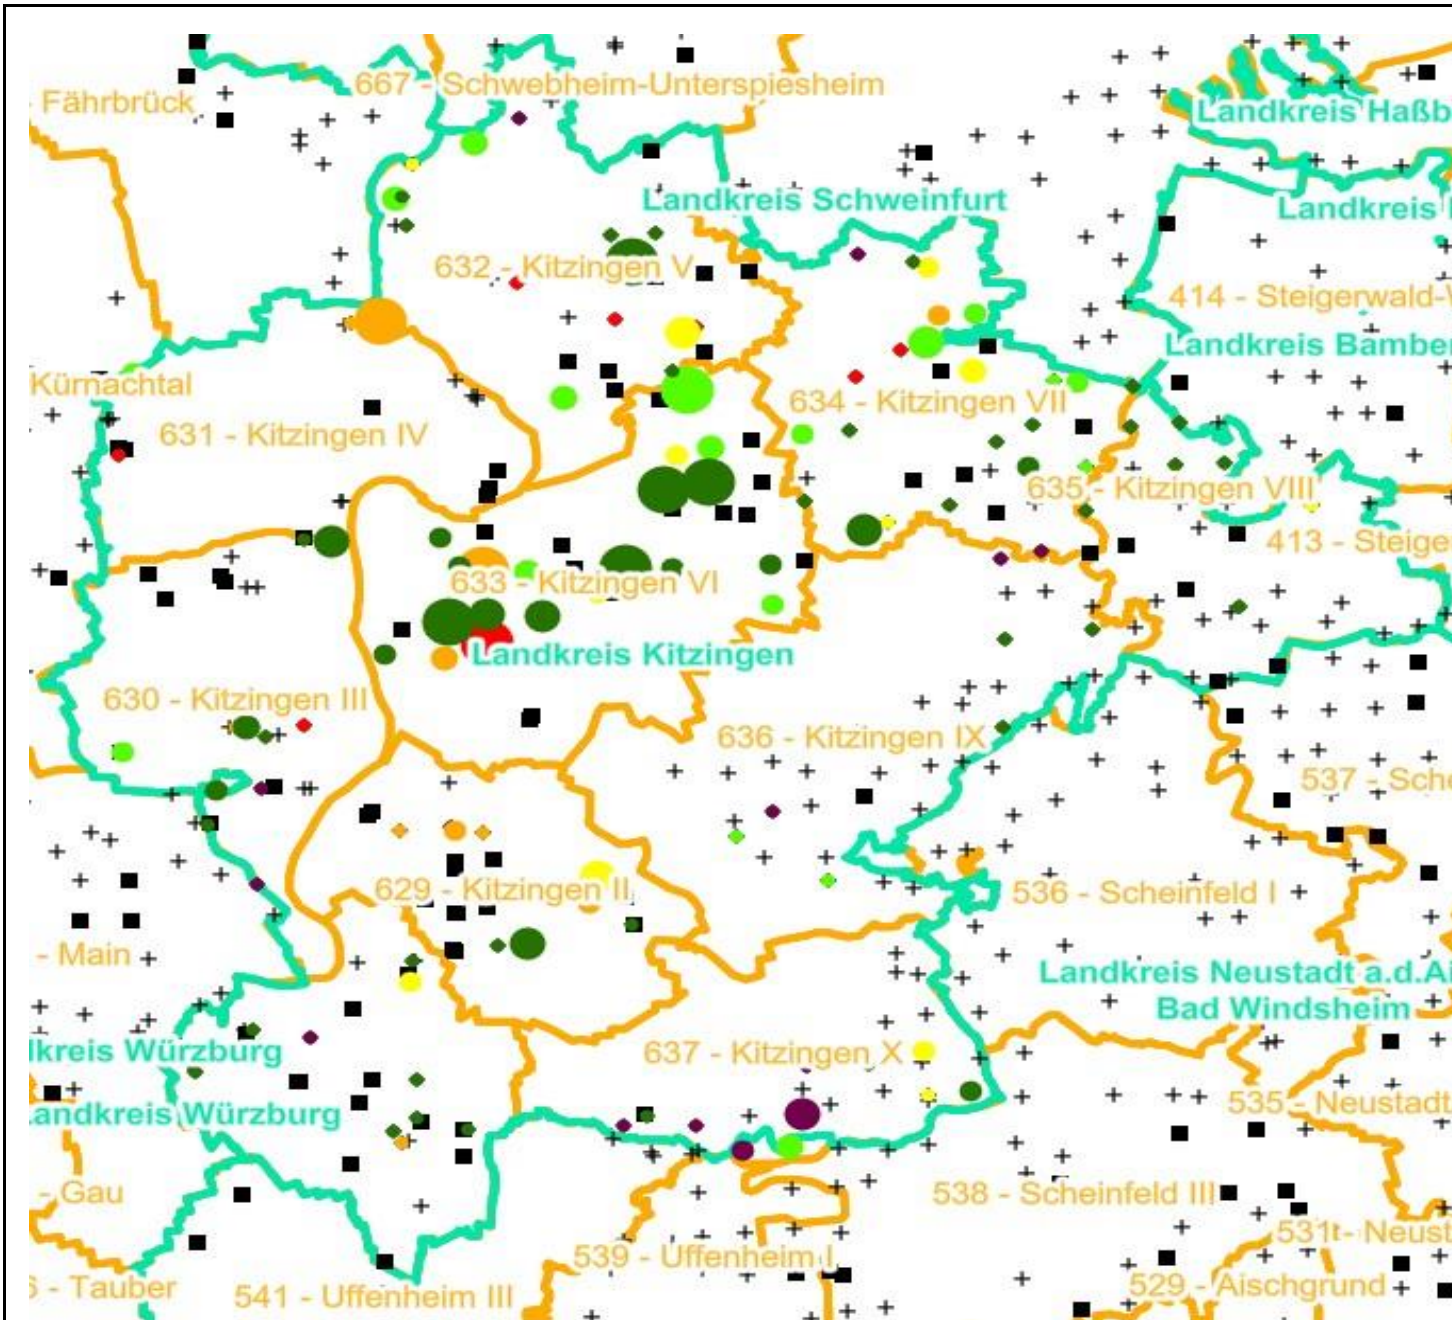 667 - Schwebheim-Unterspiesheim
Fährbrück
Landkreis Haßb
Landkreis Schweinfurt
Landkreis
632 - Kitzingen V
414 - Steigerwald-
Landkreis Bamber
Kürnachtal
634 - Kitzingen VII
631 - Kitzingen IV
635 - Kitzingen VIII
413 - Steige
633 - Kitzingen VI
Landkreis Kitzingen
630 - Kitzingen III
636 - Kitzingen IX
537 - Sche
629 - Kitzingen II
536 - Scheinfeld I
- Main
Landkreis Neustadt a.d.Ai
Bad Windsheim
lkreis Würzburg
637 - Kitzingen X
andkreis Würzburg
535 - Neustadt
- Gau
538 - Scheinfeld III
531 - Neust
539 - Uffenheim I
6 - Tauber
541 - Uffenheim III
529 - Aischgrund